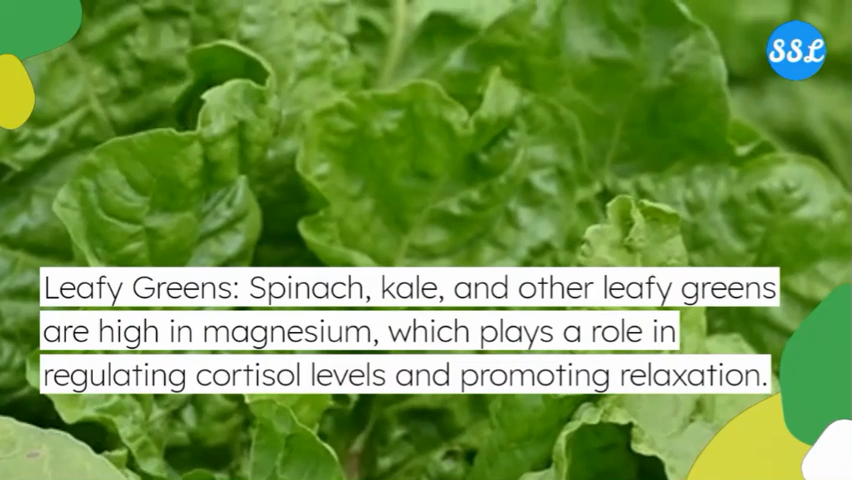 SSL
Leafy Greens: Spinach, kale, and other leafy greens
are high in magnesium, which plays a role in
regulating cortisol levels and promoting relaxation.